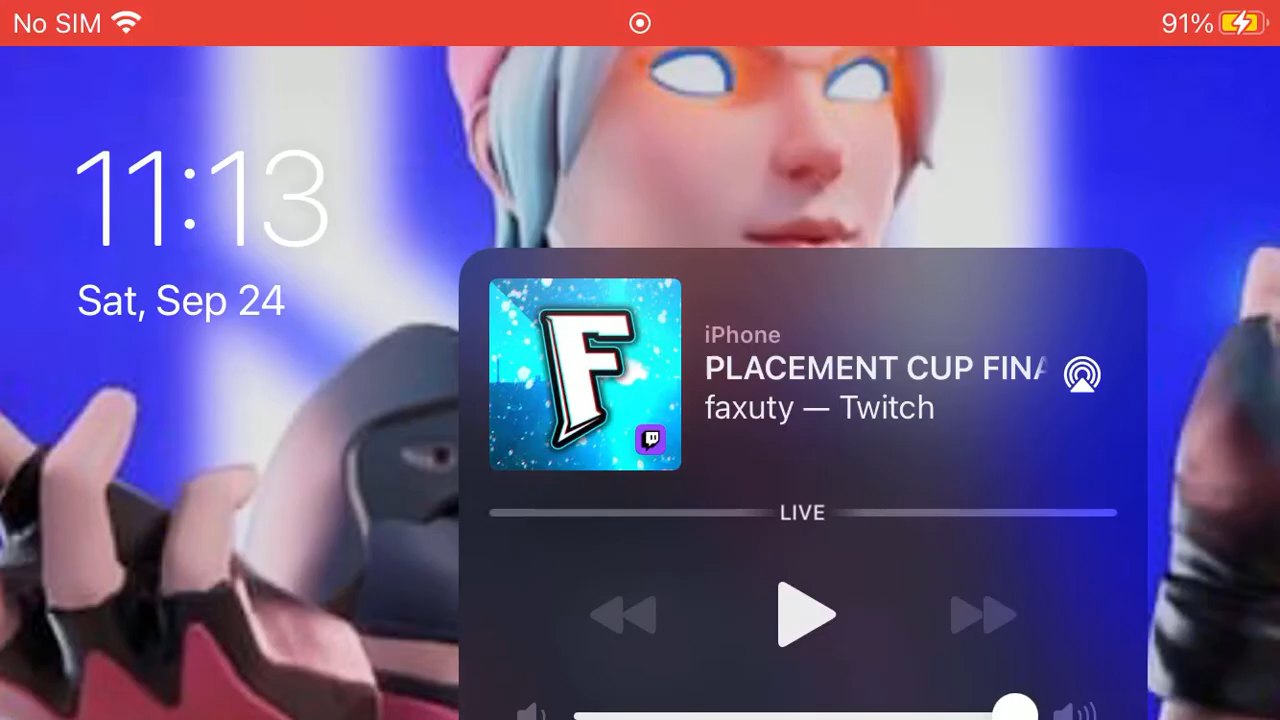 No SIM
91%
11:13
Sat, Sep 24
F
iPhone
PLACEMENT CUP FINA
faxuty — Twitch
LIVE